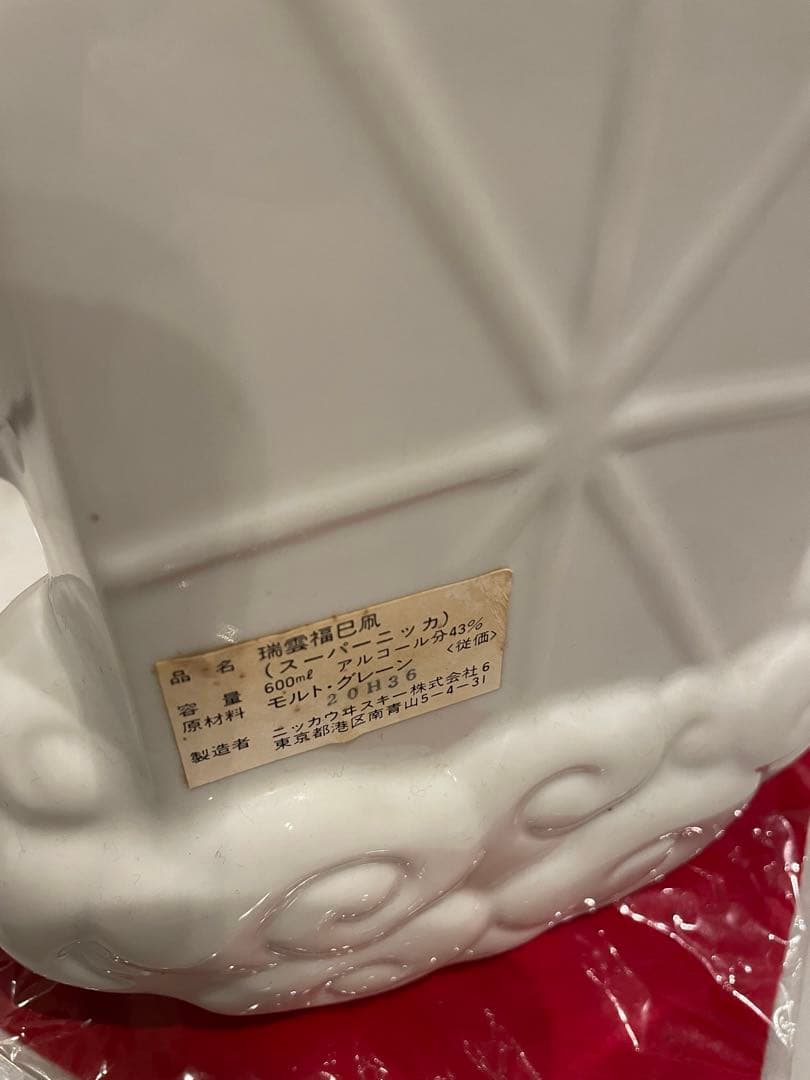 品名 瑞雲福巳凧
(スーパーニッカ)
容量 600mℓ アルコール分43%
原材料 モルト・グレーン <従価>
20H36
製造者 ニッカウヰスキー株式会社6
東京都港区南青山5-4-31